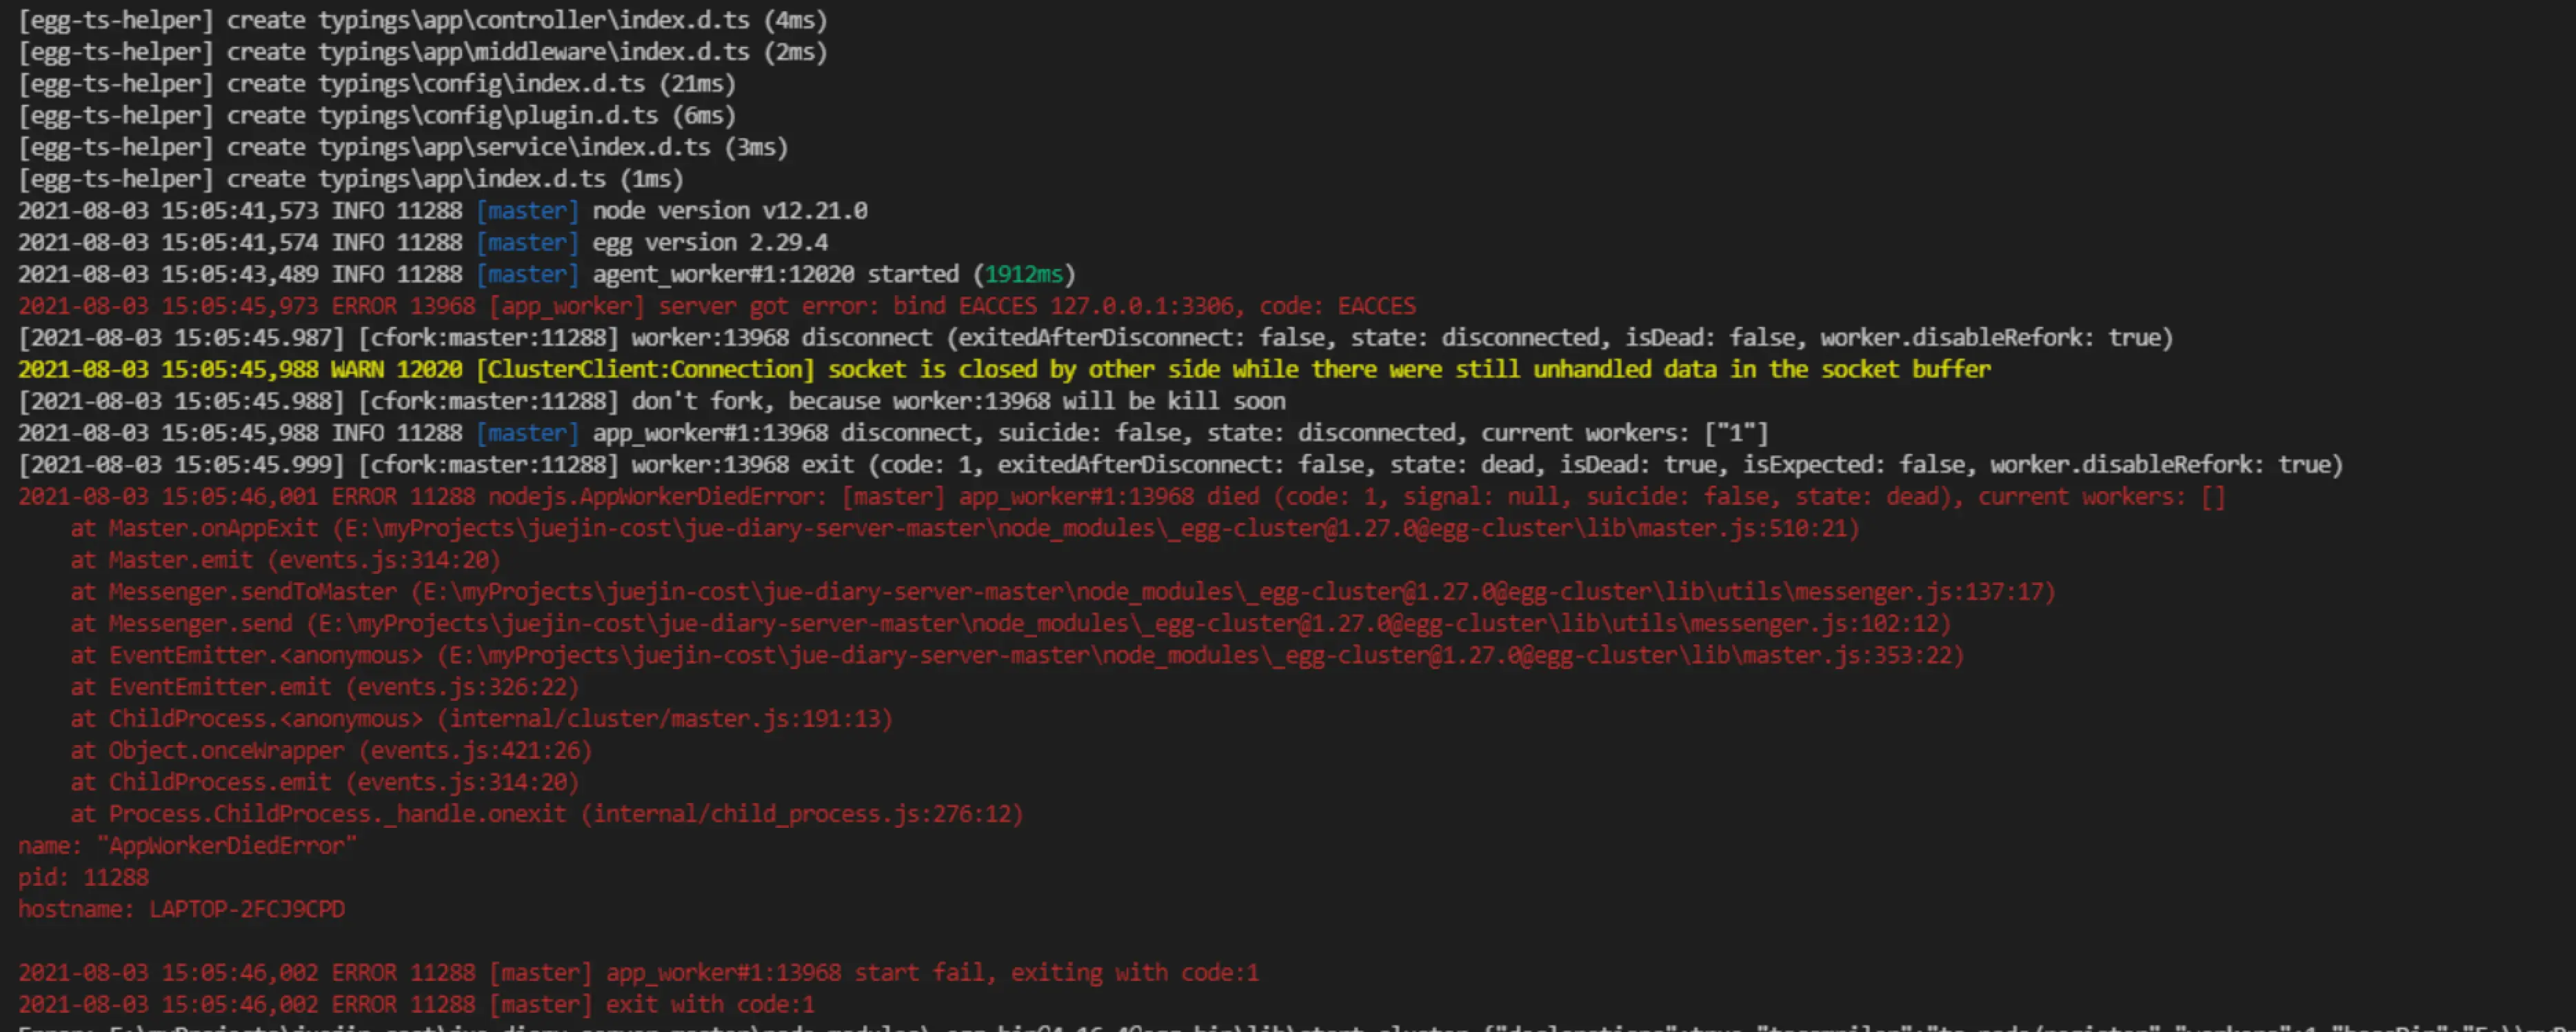 [egg-ts-helper] create typings\app\controller\index.d.ts (4ms)
[egg-ts-helper] create typings\app\middleware\index.d.ts (2ms)
[egg-ts-helper] create typings\config\index.d.ts (21ms)
[egg-ts-helper] create typings\config\plugin.d.ts (6ms)
[egg-ts-helper] create typings\app\service\index.d.ts (3ms)
[egg-ts-helper] create typings\app\index.d.ts (1ms)
2021-08-03 15:05:41,573 INFO 11288 [master] node version v12.21.0
2021-08-03 15:05:41,574 INFO 11288 [master] egg version 2.29.4
2021-08-03 15:05:43,489 INFO 11288 [master] agent_worker#1:12020 started (1912ms)
2021-08-03 15:05:45,973 ERROR 13968 [app_worker] server got error: bind EACCES 127.0.0.1:3306, code: EACCES
[2021-08-03 15:05:45.987] [cfork:master:11288] worker:13968 disconnect (exitedAfterDisconnect: false, state: disconnected, isDead: false, worker.disableRefork: true)
2021-08-03 15:05:45,988 WARN 12020 [ClusterClient:Connection] socket is closed by other side while there were still unhandled data in the socket buffer
[2021-08-03 15:05:45.988] [cfork:master:11288] don't fork, because worker:13968 will be kill soon
2021-08-03 15:05:45,988 INFO 11288 [master] app_worker#1:13968 disconnect, suicide: false, state: disconnected, current workers: ["1"]
[2021-08-03 15:05:45.999] [cfork:master:11288] worker:13968 exit (code: 1, exitedAfterDisconnect: false, state: dead, isDead: true, isExpected: false, worker.disableRefork: true)
2021-08-03 15:05:46,001 ERROR 11288 nodejs.AppWorkerDiedError: [master] app_worker#1:13968 died (code: 1, signal: null, suicide: false, state: dead), current workers: []
    at Master.onAppExit (E:\myProjects\juejin-cost\jue-diary-server-master\node_modules\_egg-cluster@1.27.0@egg-cluster\lib\master.js:510:21)
    at Master.emit (events.js:314:20)
    at Messenger.sendToMaster (E:\myProjects\juejin-cost\jue-diary-server-master\node_modules\_egg-cluster@1.27.0@egg-cluster\lib\utils\messenger.js:137:17)
    at Messenger.send (E:\myProjects\juejin-cost\jue-diary-server-master\node_modules\_egg-cluster@1.27.0@egg-cluster\lib\utils\messenger.js:102:12)
    at EventEmitter.<anonymous> (E:\myProjects\juejin-cost\jue-diary-server-master\node_modules\_egg-cluster@1.27.0@egg-cluster\lib\master.js:353:22)
    at EventEmitter.emit (events.js:326:22)
    at ChildProcess.<anonymous> (internal/cluster/master.js:191:13)
    at Object.onceWrapper (events.js:421:26)
    at ChildProcess.emit (events.js:314:20)
    at Process.ChildProcess._handle.onexit (internal/child_process.js:276:12)
name: "AppWorkerDiedError"
pid: 11288
hostname: LAPTOP-2FCJ9CPD
2021-08-03 15:05:46,002 ERROR 11288 [master] app_worker#1:13968 start fail, exiting with code:1
2021-08-03 15:05:46,002 ERROR 11288 [master] exit with code:1